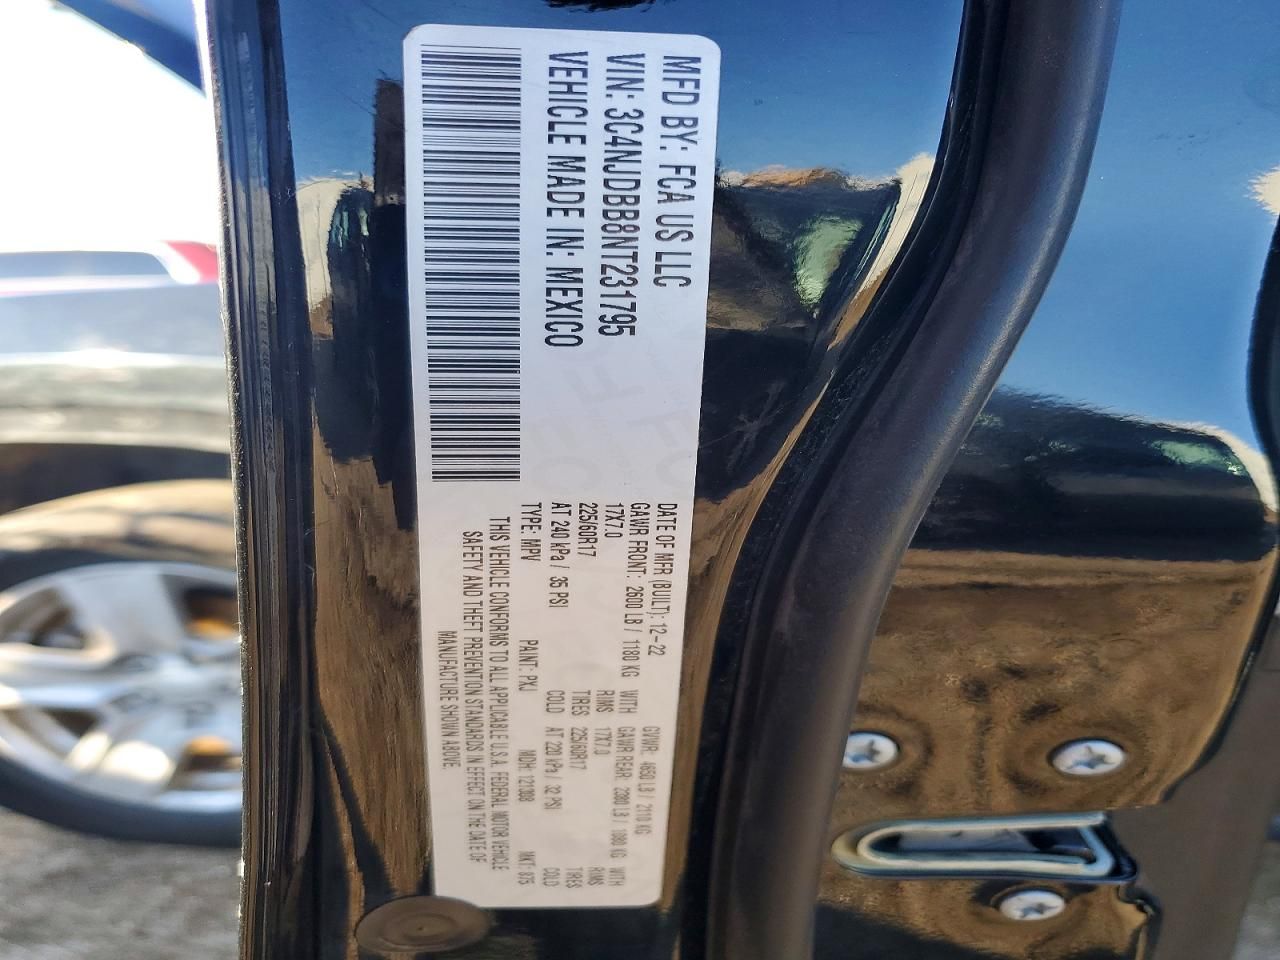 MFD BY: FCA US LLC
VIN: 3C4NJDBB8NT231795
VEHICLE MADE IN: MEXICO
DATE OF MFR (BUILT): 12-22 GVWR: 4650 LB / 2110 KG
GAWR FRONT: 2600 LB / 1180 KG WITH GAWR REAR: 2380 LB / 1080 KG WITH
17X7.0 RIMS 17X7.0 RIMS
225/60R17 TIRES 225/60R17 TIRES
AT 240 kPa / 35 PSI COLD AT 220 kPa / 32 PSI COLD
TYPE: MPV PAINT: PXJ MDH: MKT: 875
THIS VEHICLE CONFORMS TO ALL APPLICABLE U.S.A. FEDERAL MOTOR VEHICLE
SAFETY AND THEFT PREVENTION STANDARDS IN EFFECT ON THE DATE OF
MANUFACTURE SHOWN ABOVE.